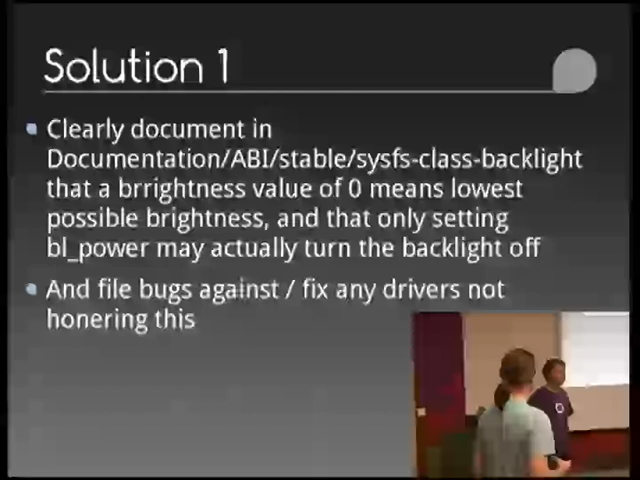 Solution 1
Clearly document in
Documentation/ABI/stable/sysfs-class-backlight
that a brrightness value of 0 means lowest
possible brightness, and that only setting
bl_power may actually turn the backlight off
And file bugs against / fix any drivers not
honering this